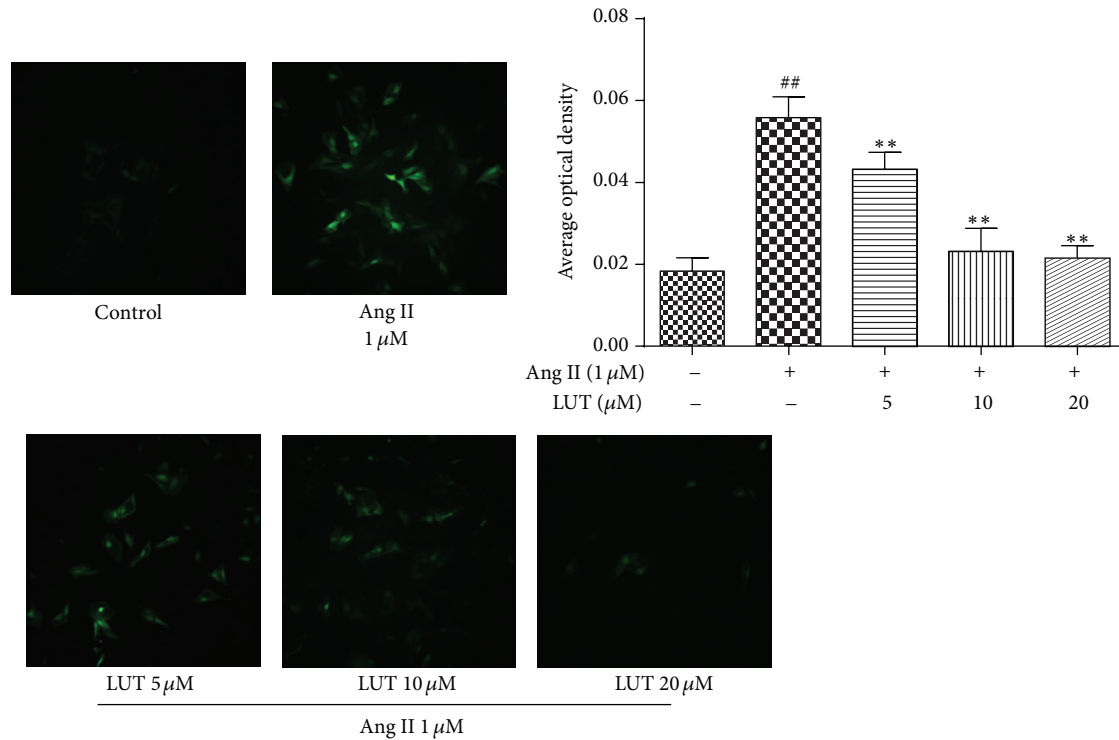 Control
Ang II
1 μM
Average optical density
0.08
0.06
0.04
0.02
0.00
##
**
**
**
Ang II (1 μM) – + + + +
LUT (μM) – – 5 10 20
LUT 5 μM LUT 10 μM LUT 20 μM
Ang II 1 μM